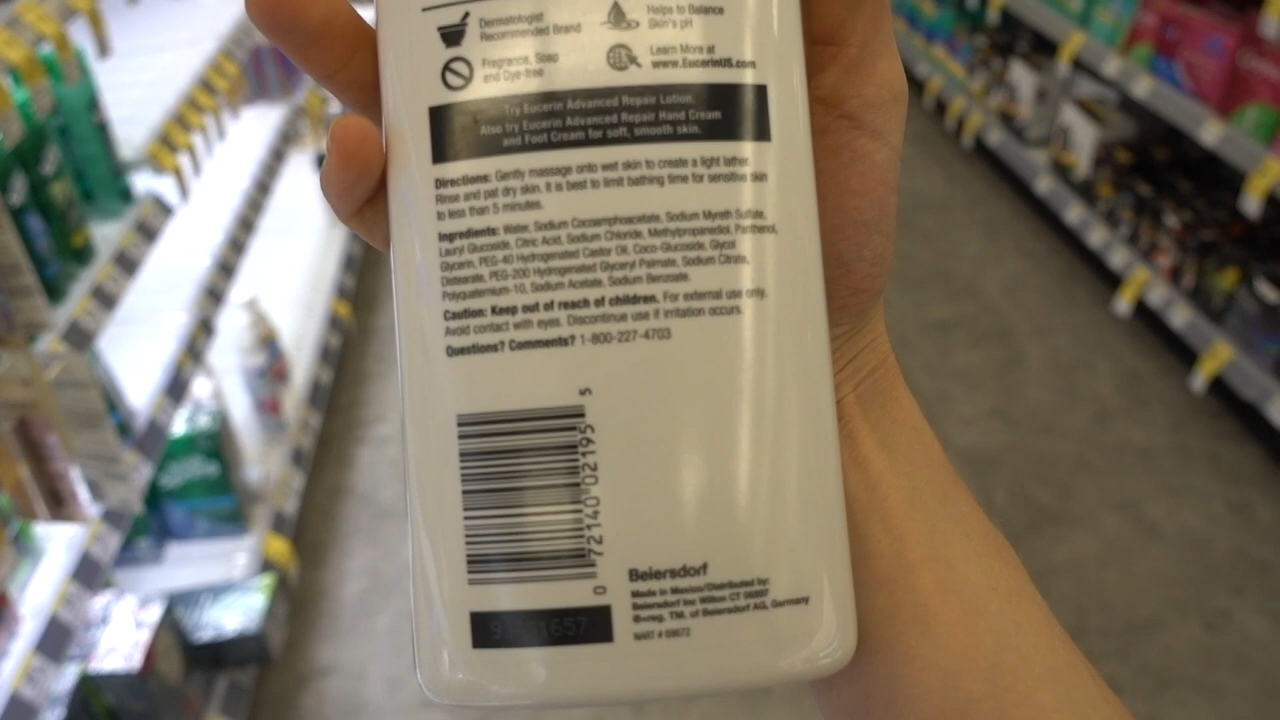 Dermatologist
Recommended Brand
Helps to Balance
Skin's pH
Fragrance, Soap
and Dye-free
Learn More at
www.EucerinUS.com
Try Eucerin Advanced Repair Lotion.
Also try Eucerin Advanced Repair Hand Cream
and Foot Cream for soft, smooth skin.
Directions: Gently massage onto wet skin to create a light lather.
Rinse and pat dry skin. It is best to limit bathing time for sensitive skin
to less than 5 minutes.
Ingredients: Water, Sodium Cocoamphoacetate, Sodium Myreth Sulfate,
Lauryl Glucoside, Citric Acid, Sodium Chloride, Methylpropanediol, Panthenol,
Glycerin, PEG-40 Hydrogenated Castor Oil, Coco-Glucoside, Glycol
Distearate, PEG-200 Hydrogenated Glyceryl Palmate, Sodium Citrate,
Polyquaternium-10, Sodium Acetate, Sodium Benzoate.
Caution: Keep out of reach of children. For external use only.
Avoid contact with eyes. Discontinue use if irritation occurs.
Questions? Comments? 1-800-227-4703
0 72140 02195 5
Beiersdorf
Made in Mexico/Distributed by:
Beiersdorf Inc Wilton CT 06897
®=reg. TM. of Beiersdorf AG, Germany
NART #
1657